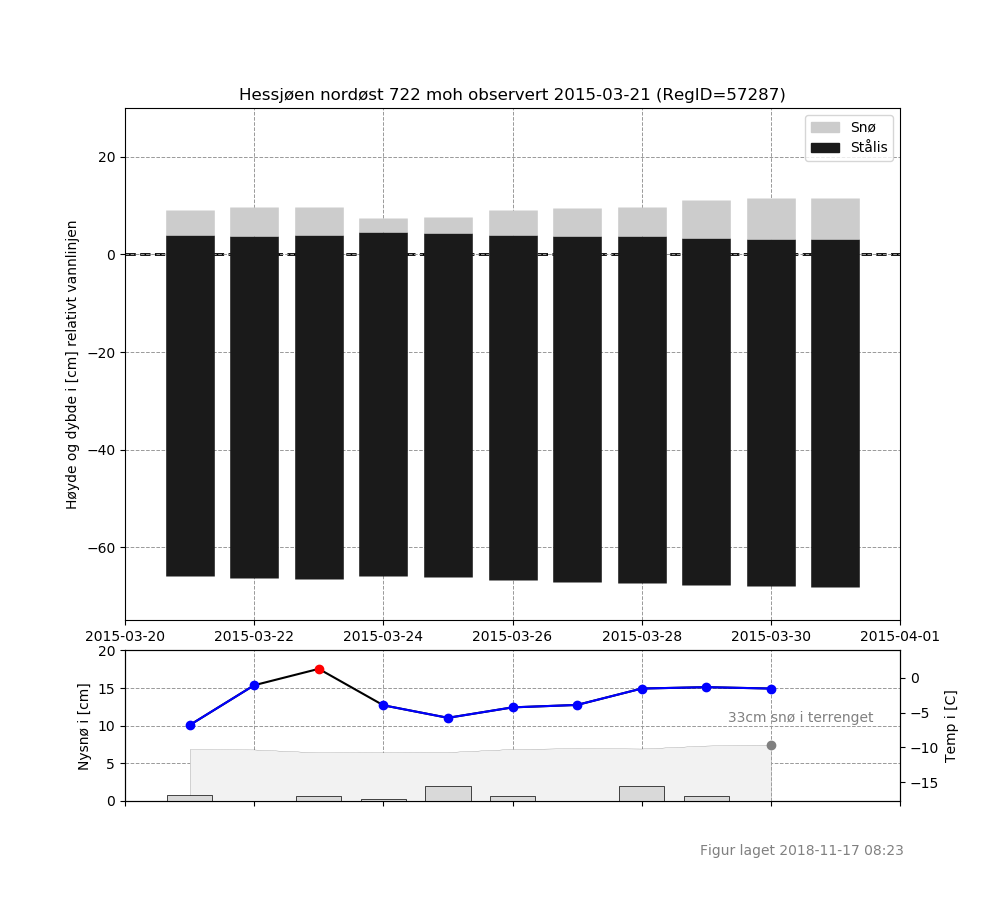 Hessjøen nordøst 722 moh observert 2015-03-21 (RegID=57287)
Snø
Stålis
Høyde og dybde i [cm] relativt vannlinjen
20
0
−20
−40
−60
2015-03-20 2015-03-22 2015-03-24 2015-03-26 2015-03-28 2015-03-30 2015-04-01
Nysnø i [cm]
20
15
10
5
0
33cm snø i terrenget
0
−5
−10
−15
Temp i [C]
Figur laget 2018-11-17 08:23